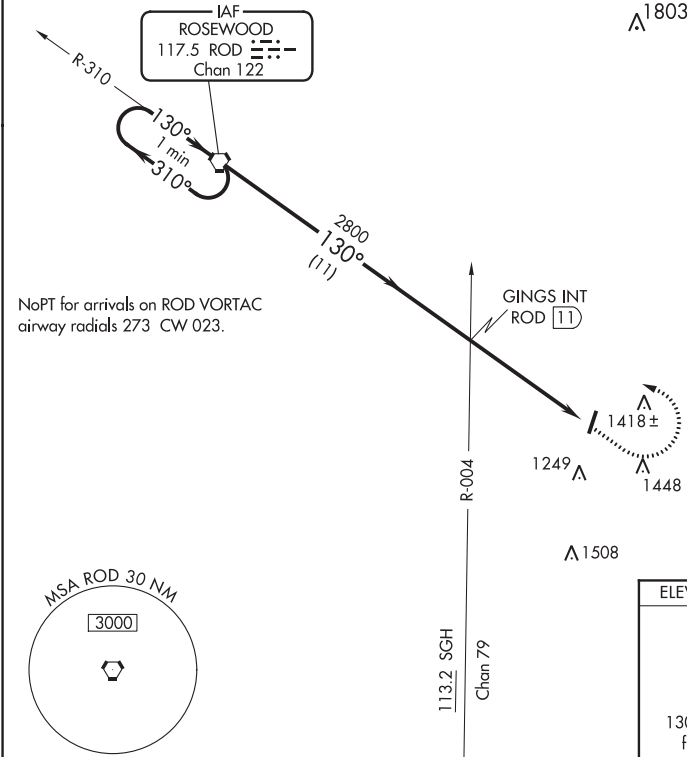 IAF
ROSEWOOD
117.5 ROD
Chan 122
1803
R-310
130°
1 min
310°
2800
130°
(11)
GINGS INT
ROD 11
NoPT for arrivals on ROD VORTAC
airway radials 273 CW 023.
1418±
1249
1448
R-004
1508
MSA ROD 30 NM
3000
113.2 SGH
Chan 79
ELEV
130
f